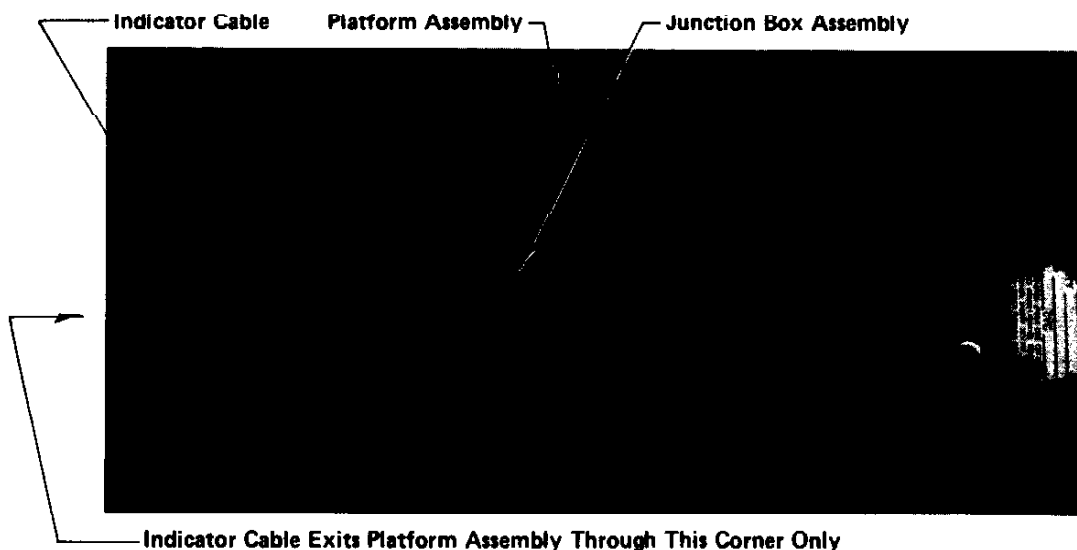 Indicator Cable
Platform Assembly
Junction Box Assembly
Indicator Cable Exits Platform Assembly Through This Corner Only